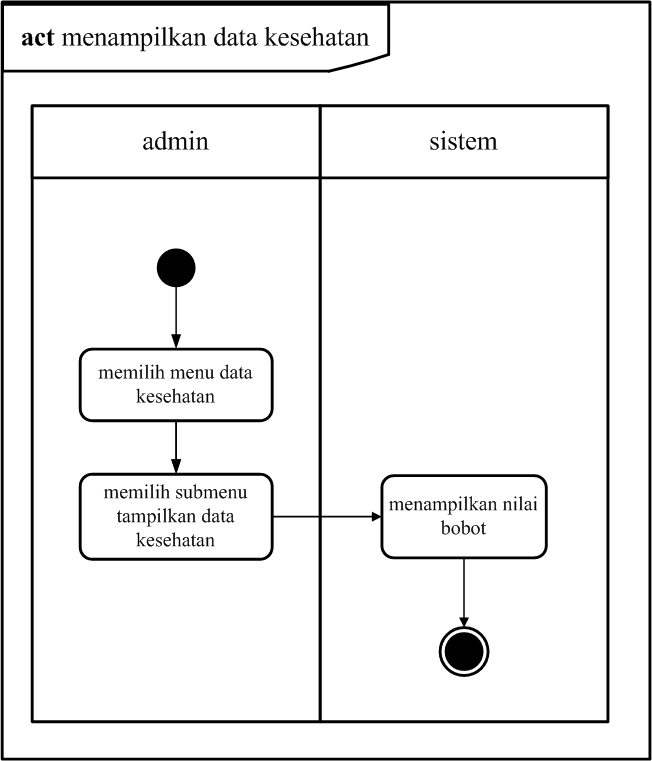 act menampilkan data kesehatan
admin
sistem
memilih menu data
kesehatan
memilih submenu
tampilkan data
kesehatan
menampilkan nilai
bobot